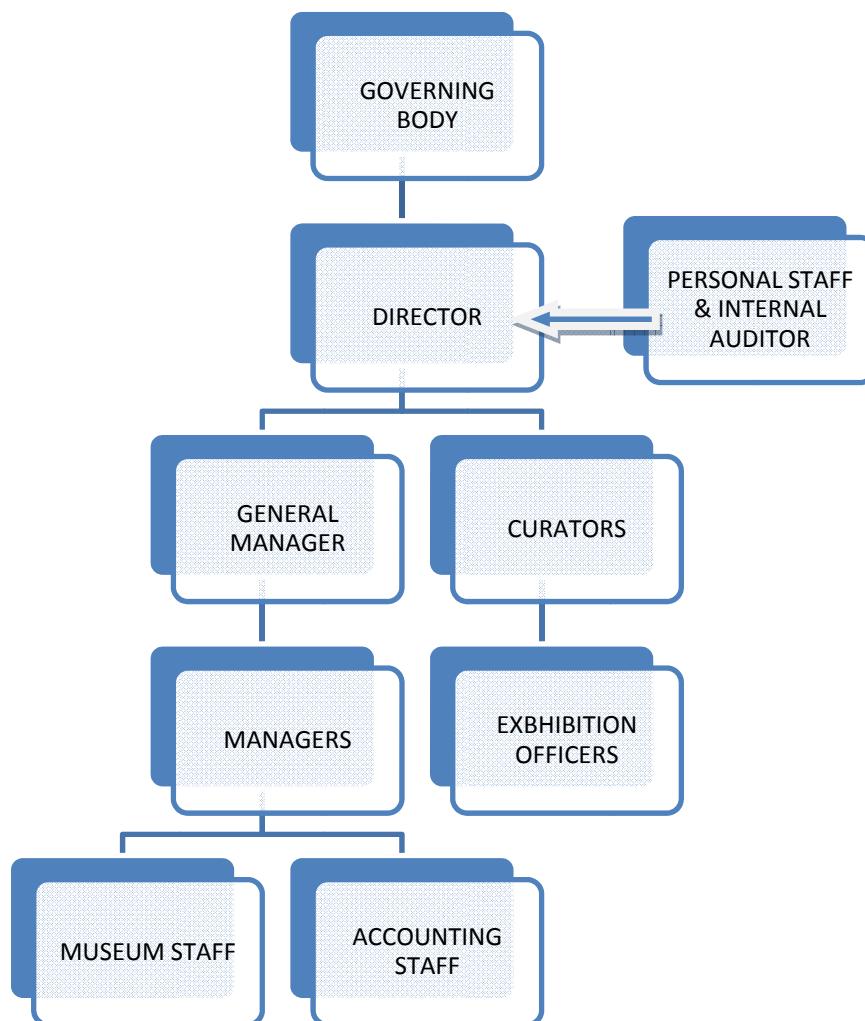 GOVERNING
BODY
DIRECTOR
PERSONAL STAFF
& INTERNAL
AUDITOR
GENERAL
MANAGER
CURATORS
MANAGERS
EXBHIBITION
OFFICERS
MUSEUM STAFF
ACCOUNTING
STAFF